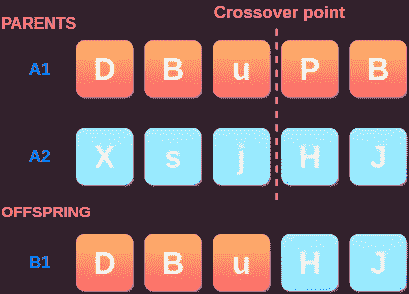 Crossover point
PARENTS
A1 D B u P B
A2 X s j H J
OFFSPRING
B1 D B u H J